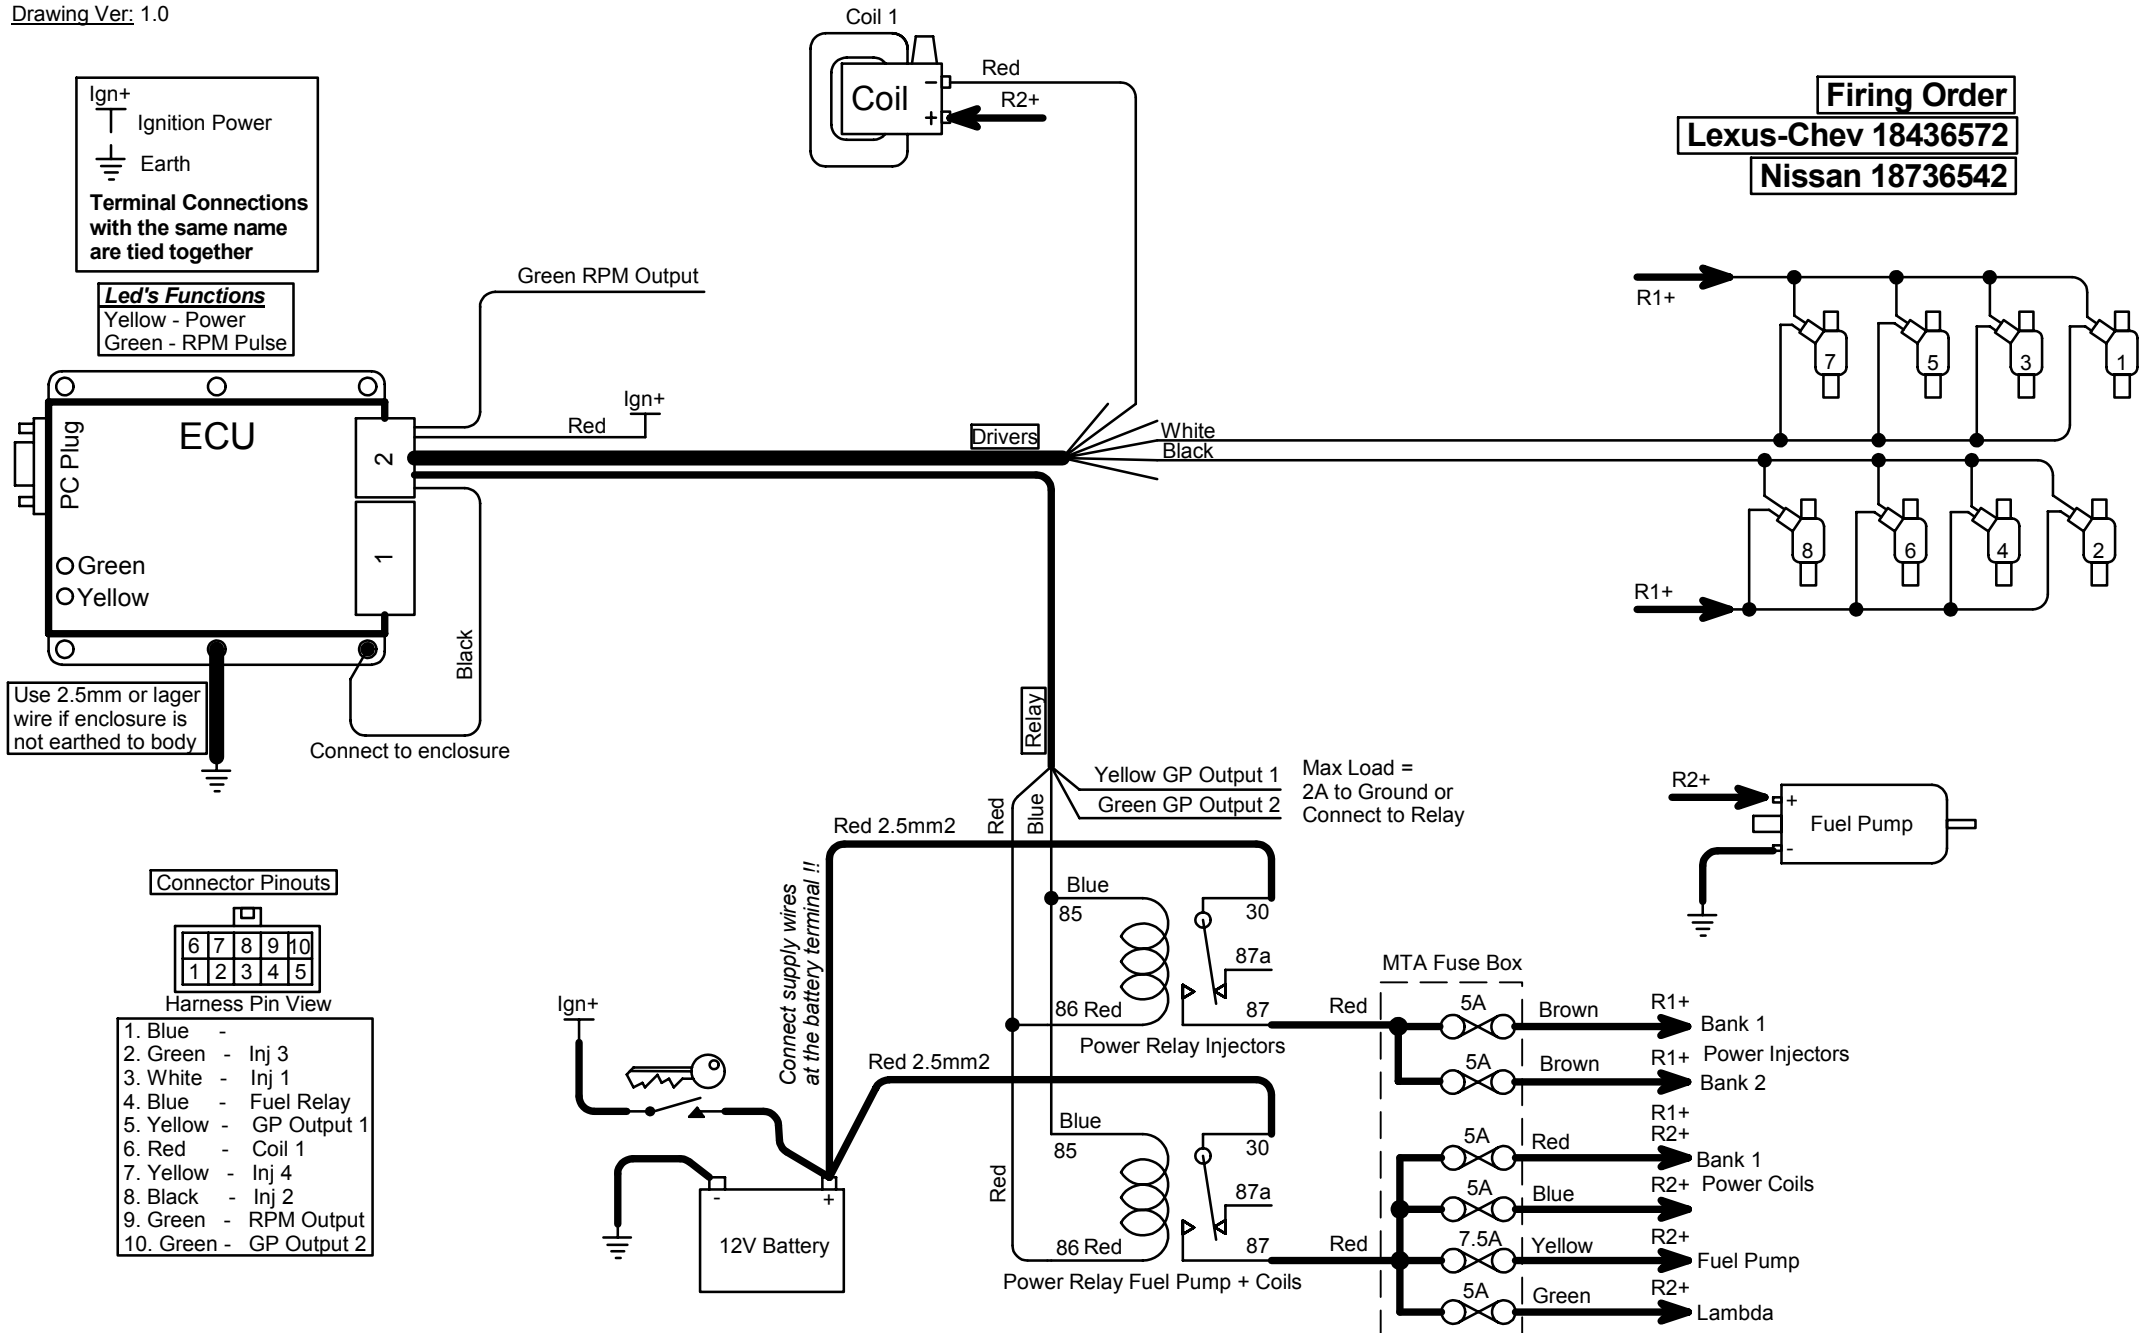 Drawing Ver: 1.0
Ign+
Ignition Power
Earth
Terminal Connections
with the same name
are tied together
Led's Functions
Yellow - Power
Green - RPM Pulse
Coil 1
Coil
-
+
Red
R2+
Firing Order
Lexus-Chev 18436572
Nissan 18736542
Green RPM Output
Ign+
Red
ECU
PC Plug
2
1
Green
Yellow
Black
Use 2.5mm or lager
wire if enclosure is
not earthed to body
Connect to enclosure
Drivers
White
Black
R1+
7
5
3
1
8
6
4
2
R1+
Relay
Yellow GP Output 1
Green GP Output 2
Max Load =
2A to Ground or
Connect to Relay
Red
Blue
R2+
+
-
Fuel Pump
Red 2.5mm2
Connect supply wires
at the battery terminal !!
Blue
85
30
87a
86 Red
87
Power Relay Injectors
Red 2.5mm2
Blue
85
30
87a
Red
86 Red
87
Power Relay Fuel Pump + Coils
Connector Pinouts
6 7 8 9 10
1 2 3 4 5
Harness Pin View
1. Blue -
2. Green - Inj 3
3. White - Inj 1
4. Blue - Fuel Relay
5. Yellow - GP Output 1
6. Red - Coil 1
7. Yellow - Inj 4
8. Black - Inj 2
9. Green - RPM Output
10. Green - GP Output 2
Ign+
-
+
12V Battery
MTA Fuse Box
Red
5A
Brown
R1+
Bank 1
Power Injectors
5A
Brown
R1+
Bank 2
R1+
5A
Red
R2+
Bank 1
Power Coils
5A
Blue
R2+
Red
7.5A
Yellow
R2+
Fuel Pump
5A
Green
R2+
Lambda